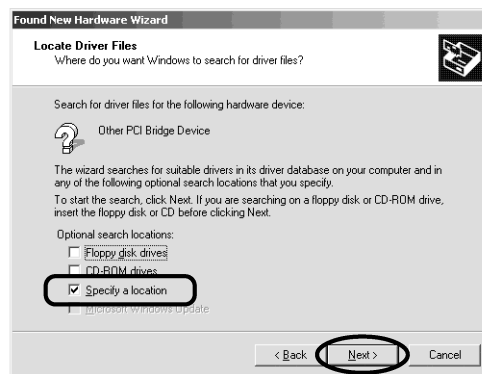 Found New Hardware Wizard
Locate Driver Files
Where do you want Windows to search for driver files?
Search for driver files for the following hardware device:
Other PCI Bridge Device
The wizard searches for suitable drivers in its driver database on your computer and in
any of the following optional search locations that you specify.
To start the search, click Next. If you are searching on a floppy disk or CD-ROM drive,
insert the floppy disk or CD before clicking Next.
Optional search locations:
Floppy disk drives
CD-ROM drives
Specify a location
Microsoft Windows Update
< Back Next > Cancel